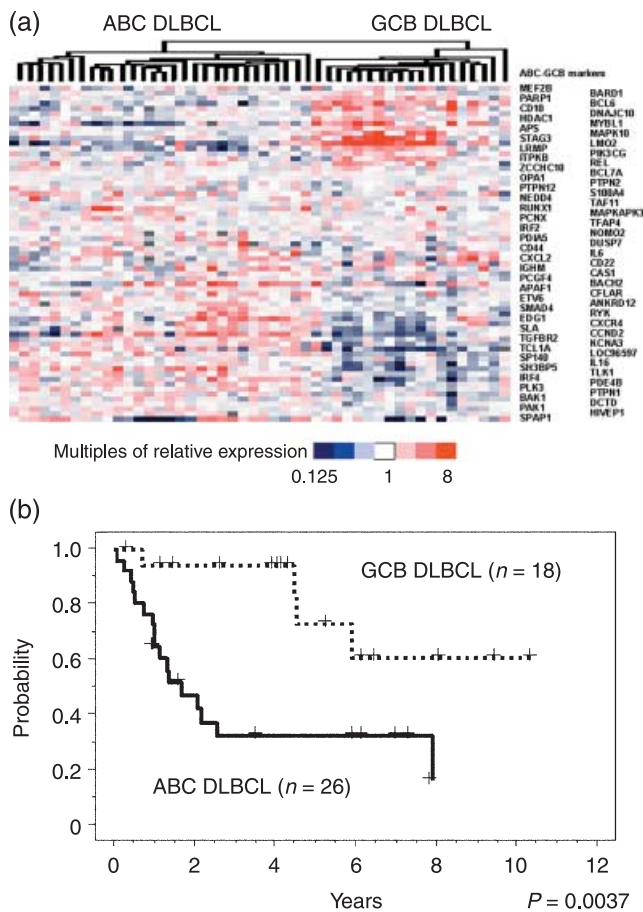 (a)
ABC DLBCL GCB DLBCL
ABC-GCB markers
MEF2B
PARP1
CD10
HDAC1
APS
STAG3
LRMP
ITPKB
ZCCHC10
OPA1
PTPN12
NEDD4
RUNX1
PCNX
IRF2
PDIA5
CD44
CXCL2
IGHM
PCGF4
APAF1
ETV6
SMAD4
EDG1
SLA
TGFBR2
TCL1A
SP140
SH3BP5
IRF4
PLK3
BAK1
PAK1
SPAP1
BARD1
BCL6
DNAJC10
MYBL1
MAPK10
LMO2
PIK3CG
REL
BCL7A
PTPN2
S100A4
TAF11
MAPKAPK3
TFAP4
NOMO2
DUSP7
IL6
CD22
CAS1
BACH2
CFLAR
ANKRD12
RYK
CXCR4
CCND2
KCNA3
LOC96597
IL16
TLK1
PDE4B
PTPN1
DCTD
HIVEP1
Multiples of relative expression
0.125 1 8
(b)
Probability
1.0
0.8
0.6
0.4
0.2
0
GCB DLBCL (n = 18)
ABC DLBCL (n = 26)
0 2 4 6 8 10 12
Years P = 0.0037